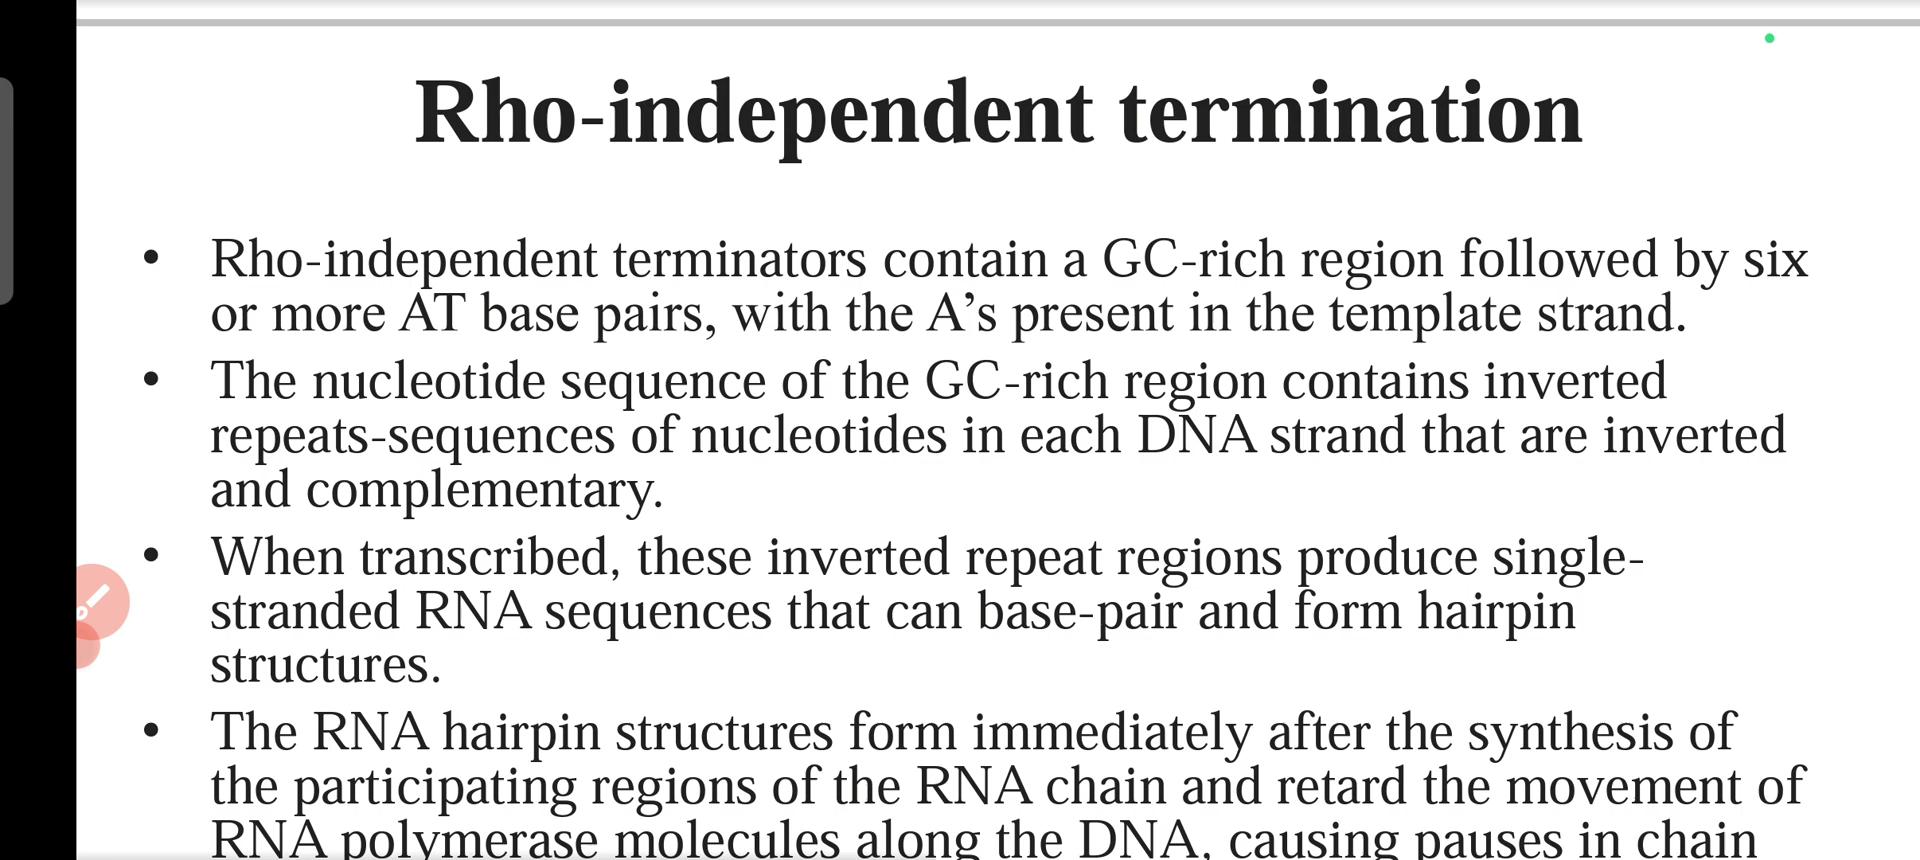 Rho-independent termination
• Rho-independent terminators contain a GC-rich region followed by six
or more AT base pairs, with the A’s present in the template strand.
• The nucleotide sequence of the GC-rich region contains inverted
repeats-sequences of nucleotides in each DNA strand that are inverted
and complementary.
• When transcribed, these inverted repeat regions produce single-
stranded RNA sequences that can base-pair and form hairpin
structures.
• The RNA hairpin structures form immediately after the synthesis of
the participating regions of the RNA chain and retard the movement of
RNA polymerase molecules along the DNA, causing pauses in chain